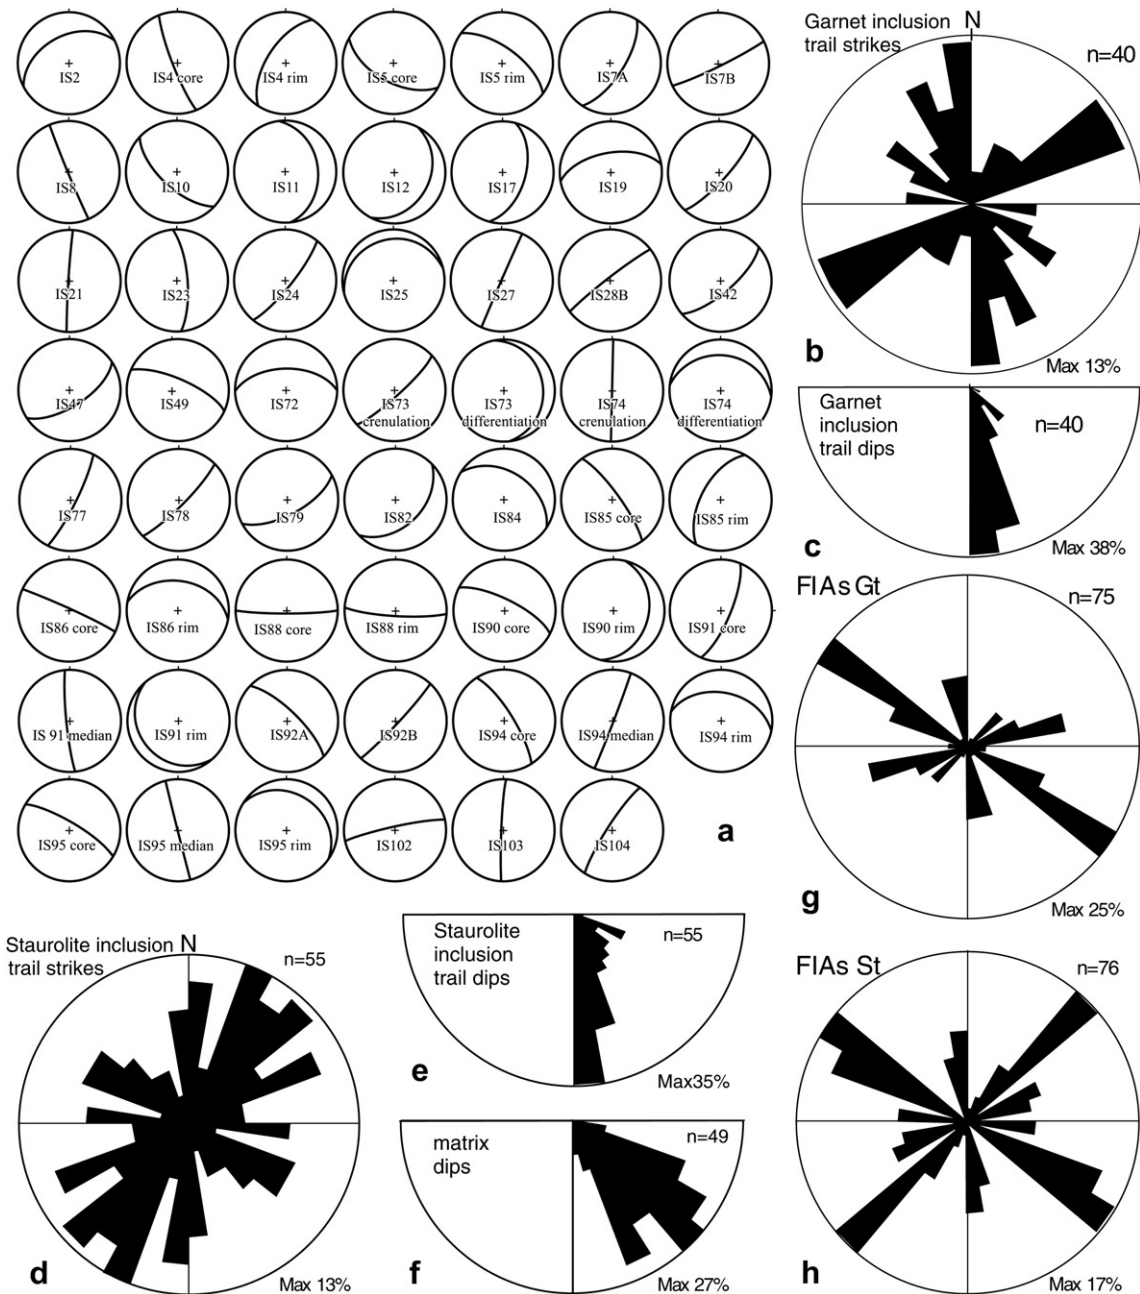 IS2
IS4 core
IS4 rim
IS5 core
IS5 rim
IS7A
IS7B
IS8
IS10
IS11
IS12
IS17
IS19
IS20
IS21
IS23
IS24
IS25
IS27
IS28B
IS42
IS47
IS49
IS72
IS73
crenulation
IS73
differentiation
IS74
crenulation
IS74
differentiation
IS77
IS78
IS79
IS82
IS84
IS85 core
IS85 rim
IS86 core
IS86 rim
IS88 core
IS88 rim
IS90 core
IS90 rim
IS91 core
IS 91 median
IS91 rim
IS92A
IS92B
IS94 core
IS94 median
IS94 rim
IS95 core
IS95 median
IS95 rim
IS102
IS103
IS104
a
Garnet inclusion
trail strikes
N
n=40
b
Max 13%
Garnet
inclusion
trail dips
n=40
c
Max 38%
FIAs Gt
n=75
g
Max 25%
Staurolite inclusion
trail strikes
N
n=55
d
Max 13%
Staurolite
inclusion
trail dips
n=55
e
Max35%
matrix
dips
n=49
f
Max 27%
FIAs St
n=76
h
Max 17%